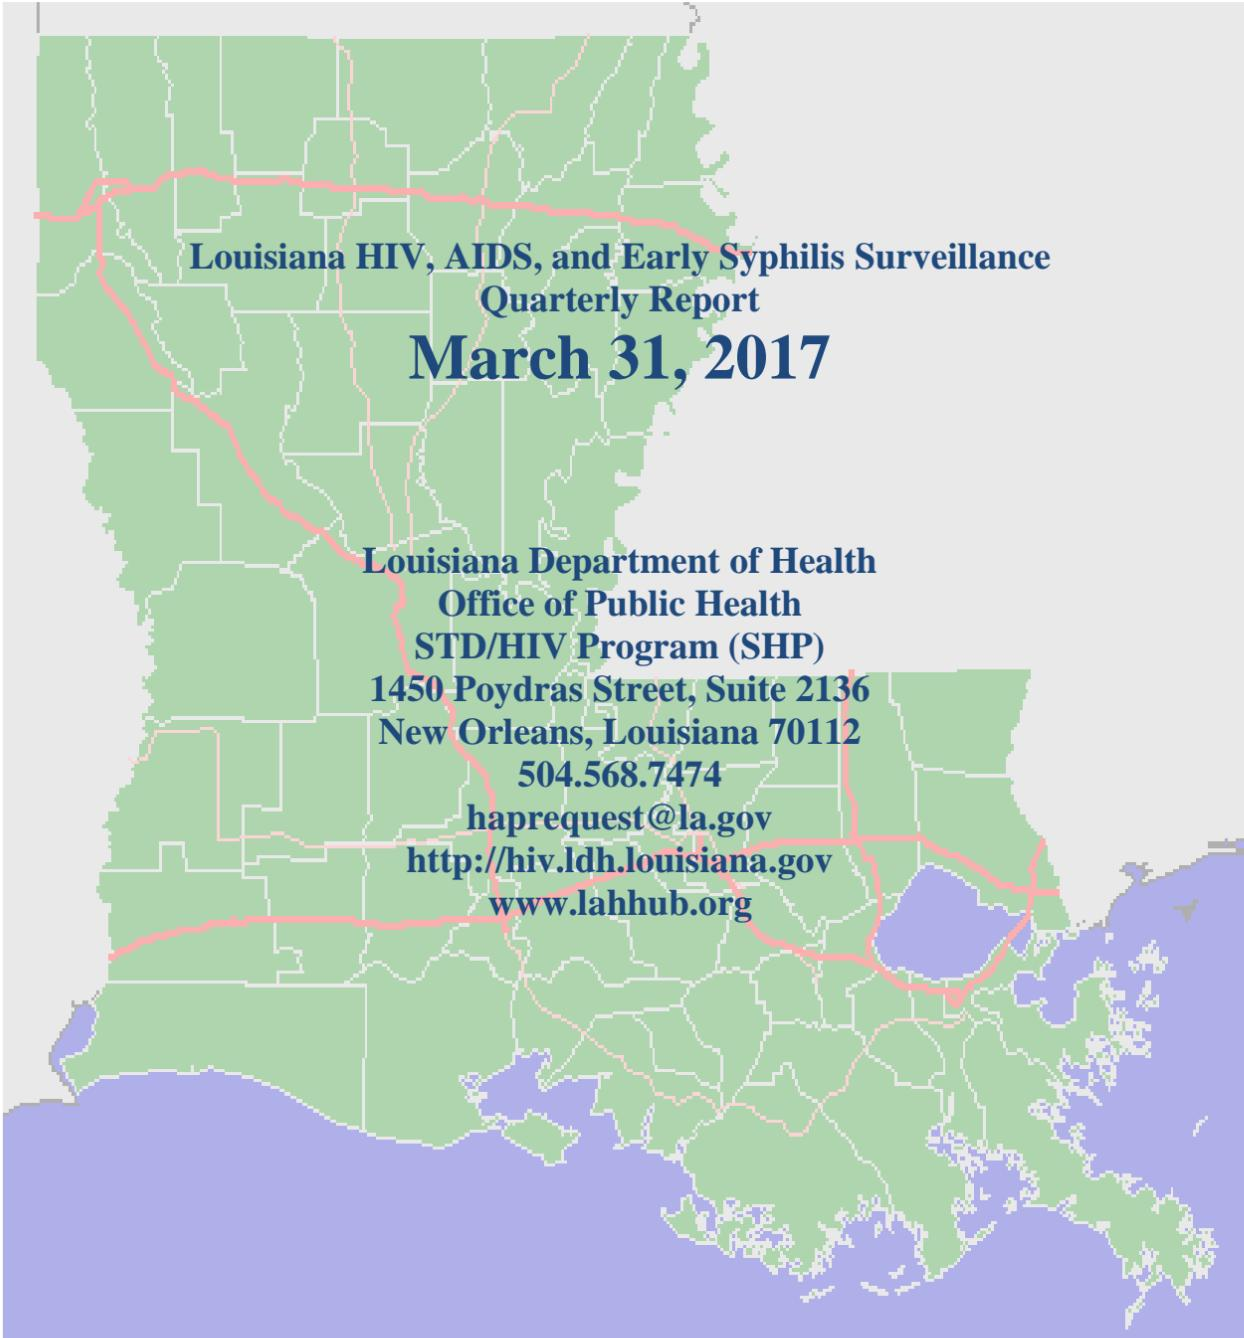 Louisiana HIV, AIDS, and Early Syphilis Surveillance
Quarterly Report
March 31, 2017
Louisiana Department of Health
Office of Public Health
STD/HIV Program (SHP)
1450 Poydras Street, Suite 2136
New Orleans, Louisiana 70112
504.568.7474
haprequest@la.gov
http://hiv.ldh.louisiana.gov
www.lahhub.org